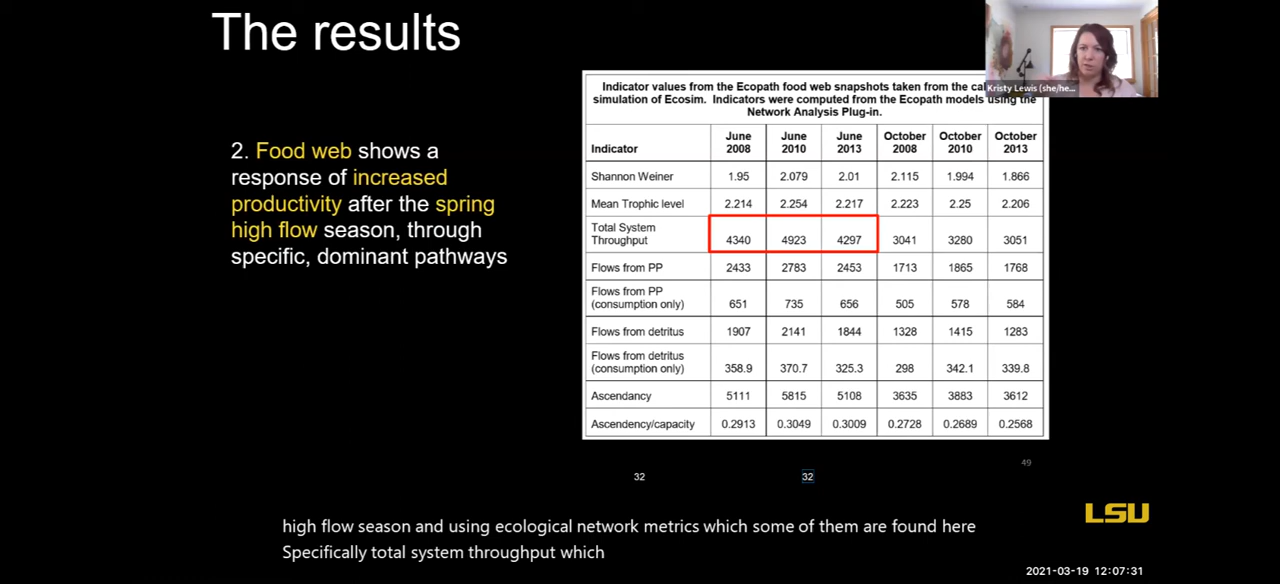 The results
Kristy Lewis (she/he...
Indicator values from the Ecopath food web snapshots taken from the ca
simulation of Ecosim. Indicators were computed from the Ecopath models using the
Network Analysis Plug-in.
Indicator June 2008 June 2010 June 2013 October 2008 October 2010 October 2013
Shannon Weiner 1.95 2.079 2.01 2.115 1.994 1.866
Mean Trophic level 2.214 2.254 2.217 2.223 2.25 2.206
Total System Throughput 4340 4923 4297 3041 3280 3051
Flows from PP 2433 2783 2453 1713 1865 1768
Flows from PP (consumption only) 651 735 656 505 578 584
Flows from detritus 1907 2141 1844 1328 1415 1283
Flows from detritus (consumption only) 358.9 370.7 325.3 298 342.1 339.8
Ascendancy 5111 5815 5108 3635 3883 3612
Ascendency/capacity 0.2913 0.3049 0.3009 0.2728 0.2689 0.2568
2. Food web shows a
response of increased
productivity after the spring
high flow season, through
specific, dominant pathways
49
32 32
LSU
high flow season and using ecological network metrics which some of them are found here
Specifically total system throughput which
2021-03-19 12:07:31